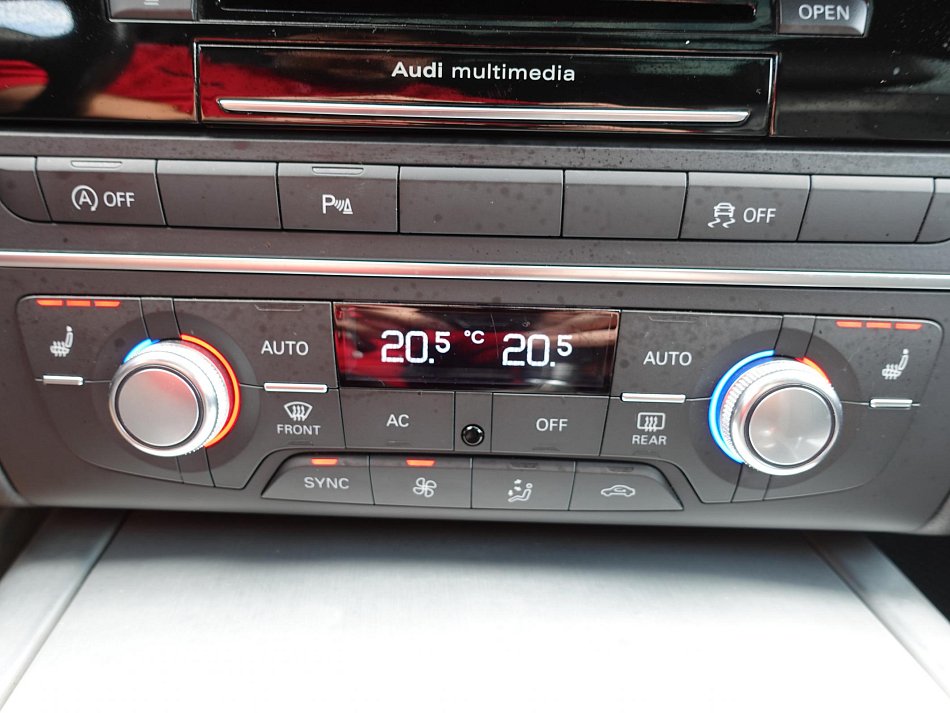 OPEN
Audi multimedia
A OFF
P
OFF
AUTO
20.5 °C 20.5
AUTO
FRONT
AC
OFF
REAR
SYNC